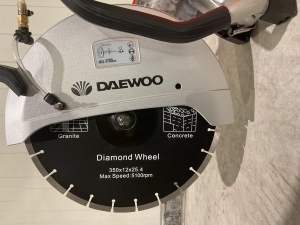 DAEWOO
Granite
Concrete
Diamond Wheel
350x12x25.4
Max Speed:5100rpm